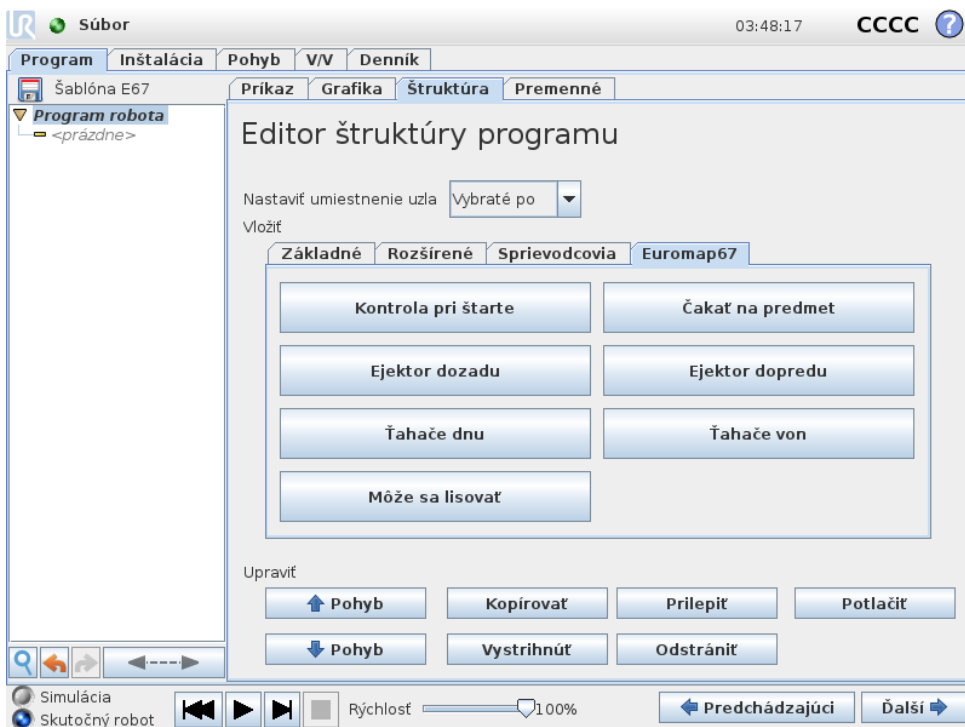 UR Súbor 03:48:17 CCCC ?
Program Inštalácia Pohyb V/V Denník
Šablóna E67
Príkaz Grafika Štruktúra Premenné
Program robota
<prázdne>
Editor štruktúry programu
Nastaviť umiestnenie uzla Vybraté po
Vložiť
Základné Rozšírené Sprievodcovia Euromap67
Kontrola pri štarte Čakať na predmet
Ejektor dozadu Ejektor dopredu
Ťahače dnu Ťahače von
Môže sa lisovať
Upraviť
Pohyb Kopírovať Prilepiť Potlačiť
Pohyb Vystrihnúť Odstrániť
Simulácia
Skutočný robot
Rýchlosť 100% Predchádzajúci Ďalší